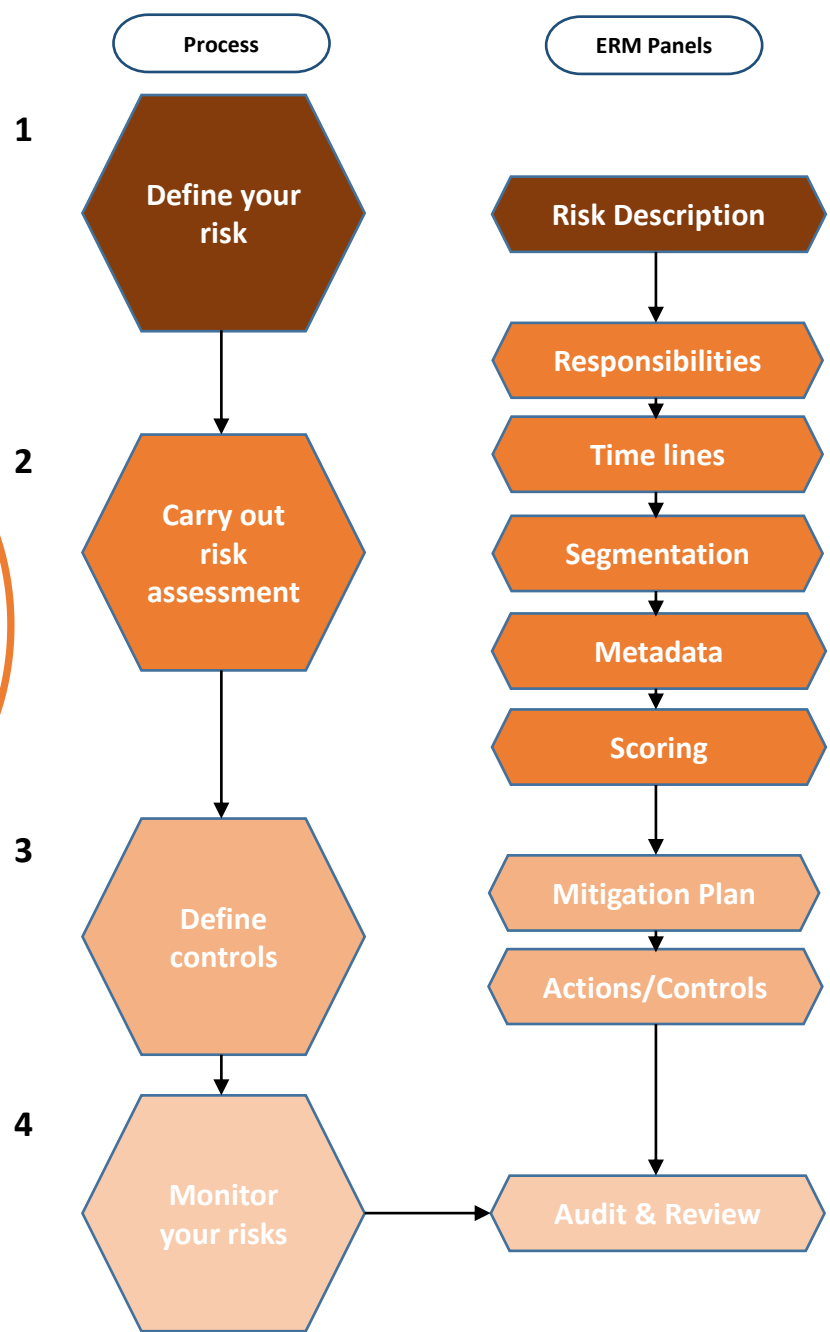 Process
ERM Panels
1
Define your
risk
Risk Description
Responsibilities
2
Time lines
Carry out
risk
assessment
Segmentation
Metadata
Scoring
3
Define
controls
Mitigation Plan
Actions/Controls
4
Monitor
your risks
Audit & Review